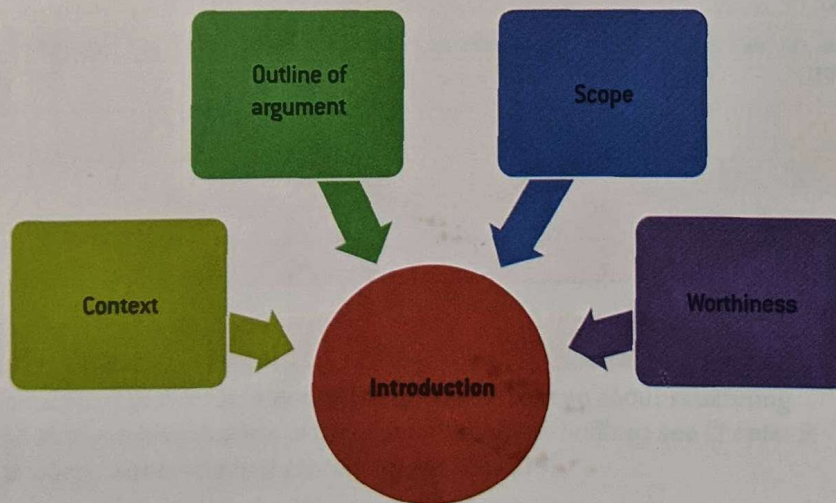 Outline of
argument
Scope
Context
Worthiness
Introduction